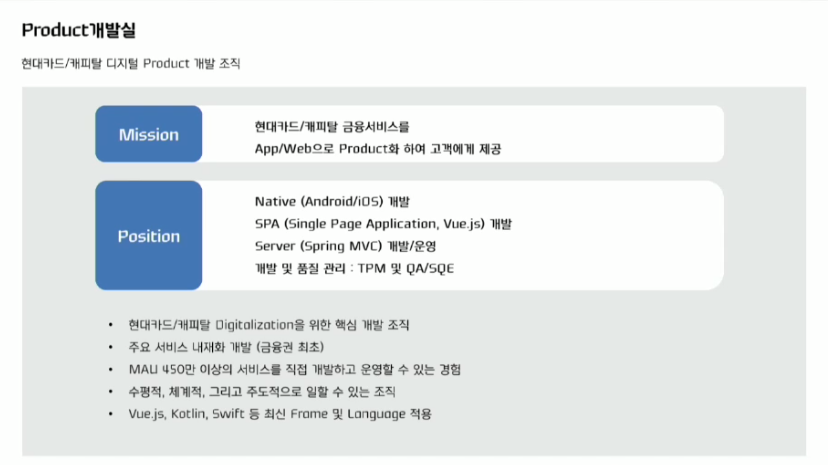 Product개발실
현대카드/캐피탈 디지털 Product 개발 조직
Mission
현대카드/캐피탈 금융서비스를
App/Web으로 Product화 하여 고객에게 제공
Position
Native (Android/iOS) 개발
SPA (Single Page Application, Vue.js) 개발
Server (Spring MVC) 개발/운영
개발 및 품질 관리 : TPM 및 QA/SQE
• 현대카드/캐피탈 Digitalization을 위한 핵심 개발 조직
• 주요 서비스 내재화 개발 (금융권 최초)
• MAU 450만 이상의 서비스를 직접 개발하고 운영할 수 있는 경험
• 수평적, 체계적, 그리고 주도적으로 일할 수 있는 조직
• Vue.js, Kotlin, Swift 등 최신 Frame 및 Language 적용